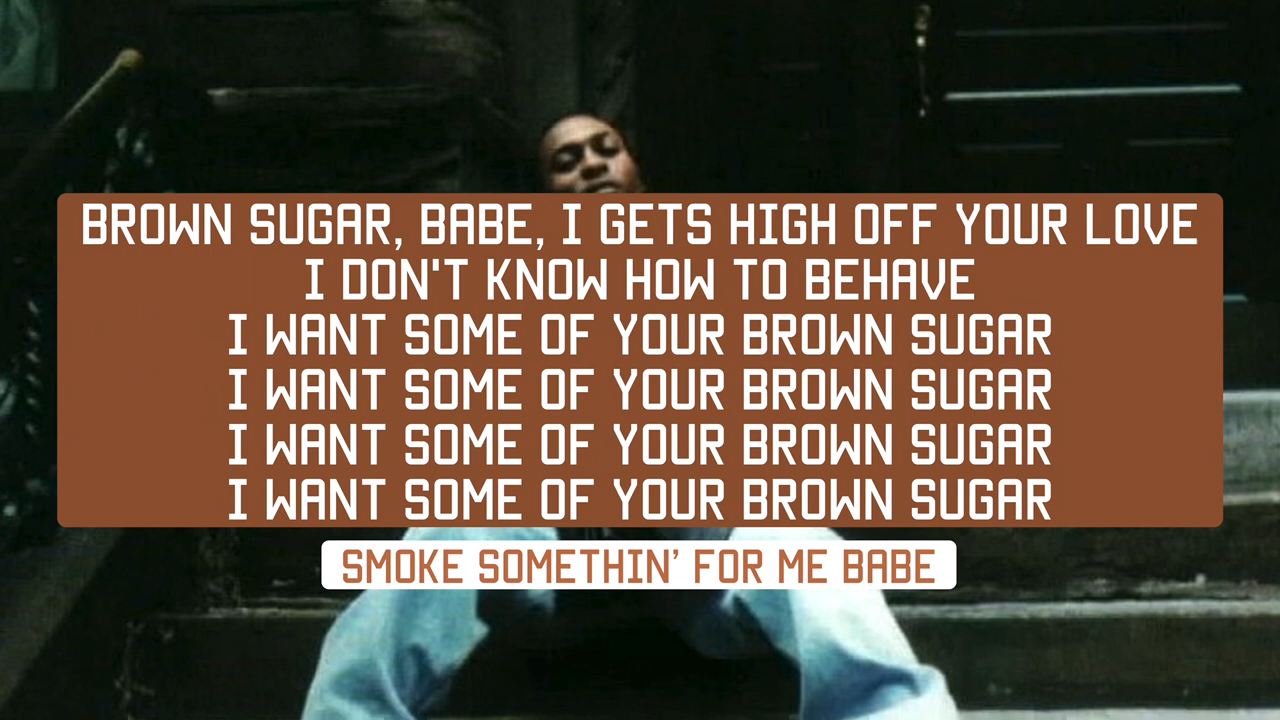 BROWN SUGAR, BABE, I GETS HIGH OFF YOUR LOVE
I DON'T KNOW HOW TO BEHAVE
I WANT SOME OF YOUR BROWN SUGAR
I WANT SOME OF YOUR BROWN SUGAR
I WANT SOME OF YOUR BROWN SUGAR
I WANT SOME OF YOUR BROWN SUGAR
SMOKE SOMETHIN’ FOR ME BABE